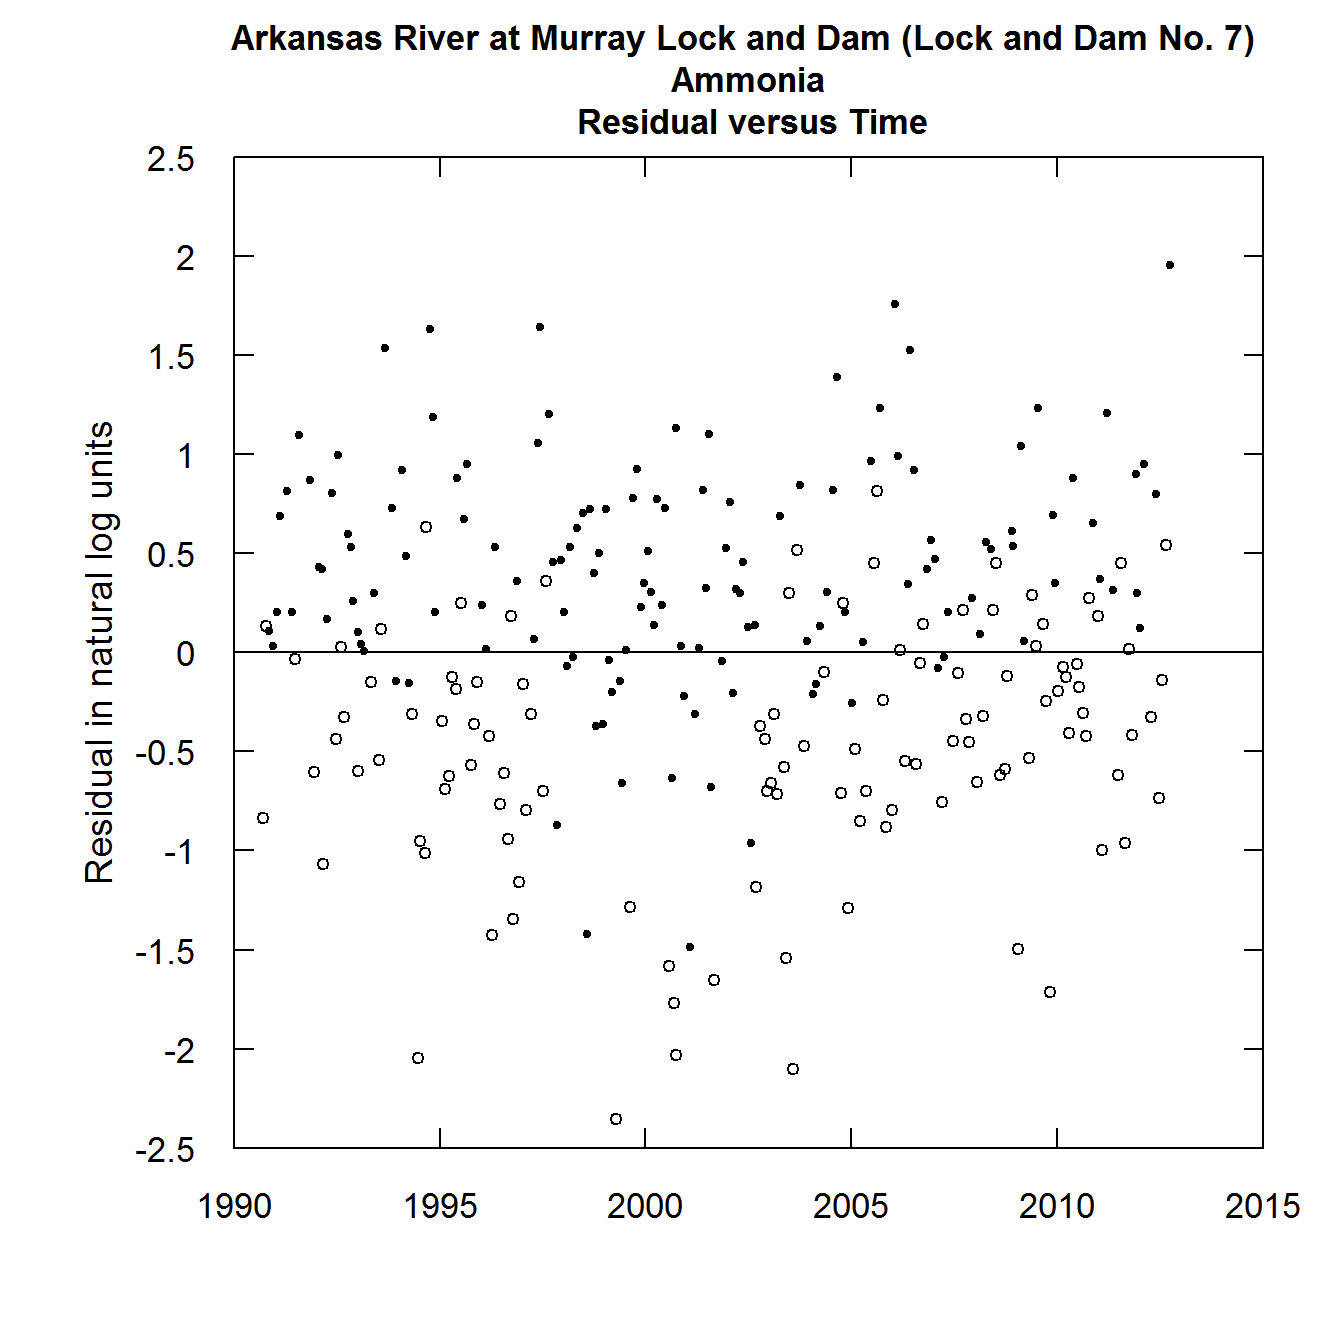 Arkansas River at Murray Lock and Dam (Lock and Dam No. 7)
Ammonia
Residual versus Time
Residual in natural log units
2.5
2
1.5
1
0.5
0
-0.5
-1
-1.5
-2
-2.5
1990 1995 2000 2005 2010 2015